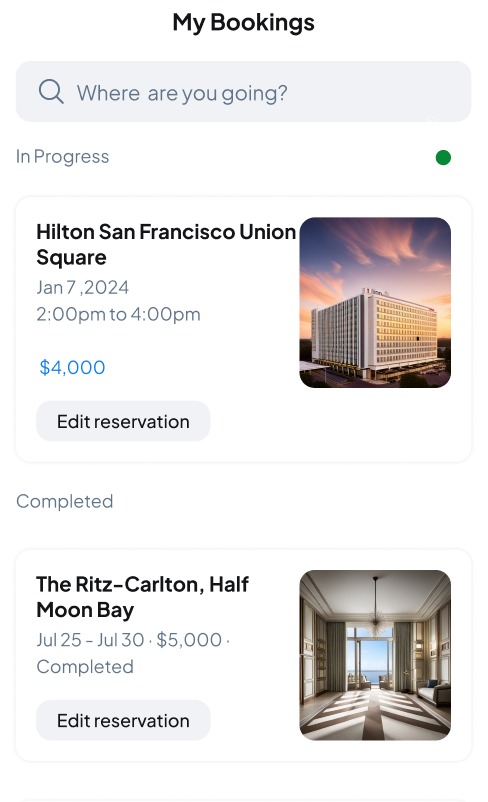 My Bookings
Where are you going?
In Progress
Hilton San Francisco Union
Square
Jan 7 ,2024
2:00pm to 4:00pm
$4,000
Edit reservation
Completed
The Ritz-Carlton, Half
Moon Bay
Jul 25 - Jul 30 · $5,000 ·
Completed
Edit reservation